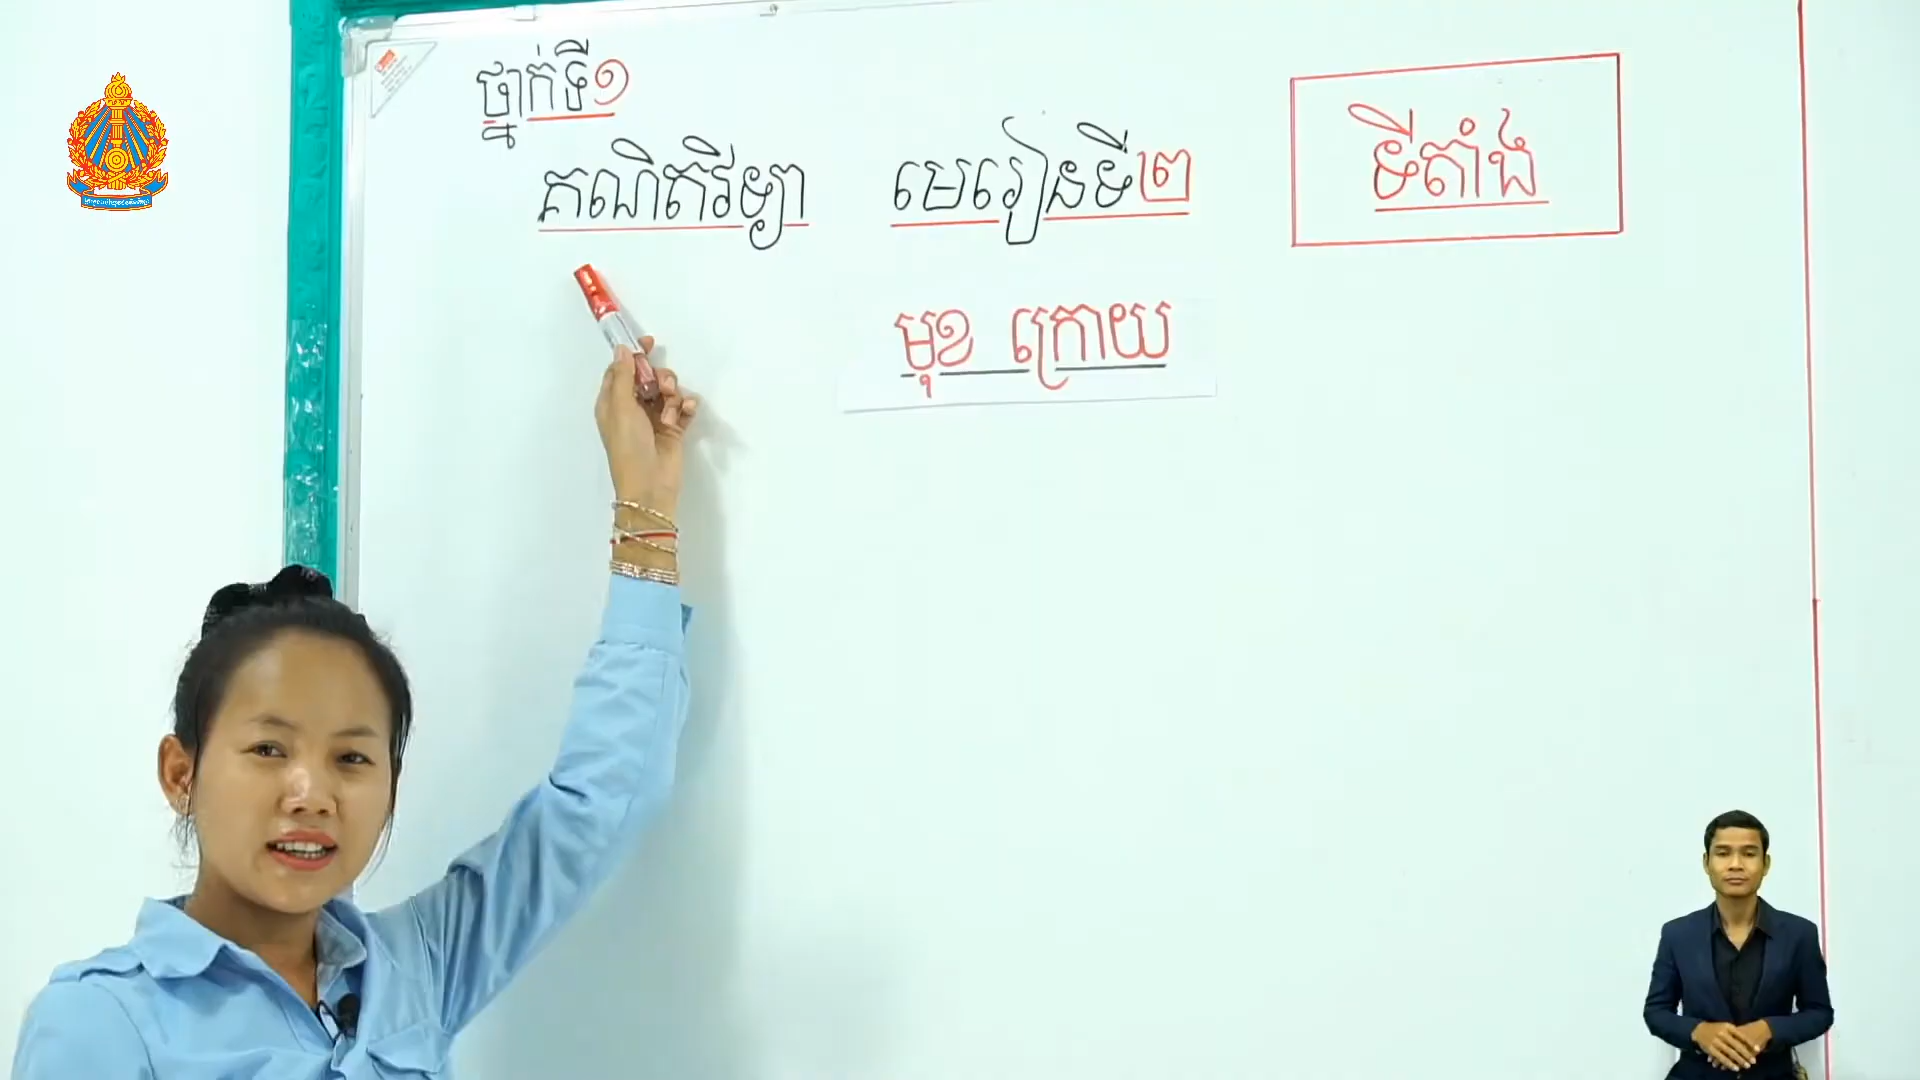 ថ្នាក់ទី១
គណិតវិទ្យា មេរៀនទី២ ទីតាំង
មុខ ក្រោយ